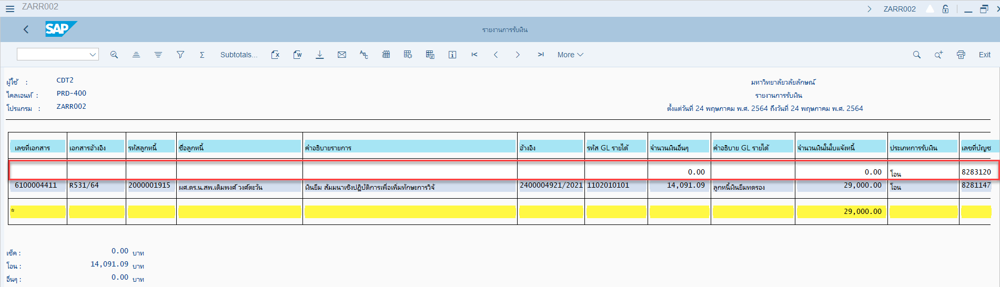 ZARR002
ZARR002
SAP
รายงานการรับเงิน
Subtotals...
More
Exit
ผู้ใช้ : CDT2
ไคลเอนท์ : PRD-400
โปรแกรม : ZARR002
มหาวิทยาลัยวลัยลักษณ์
รายงานการรับเงิน
ตั้งแต่วันที่ 24 พฤษภาคม พ.ศ. 2564 ถึงวันที่ 24 พฤษภาคม พ.ศ. 2564
เลขที่เอกสาร เอกสารอ้างอิง รหัสลูกหนี้ ชื่อลูกหนี้ คำอธิบายรายการ อ้างอิง รหัส GL รายได้ จำนวนเงินอื่นๆ คำอธิบาย GL รายได้ จำนวนเงินในใบแจ้งหนี้ ประเภทการรับเงิน เลขที่บัญช
0.00 0.00 โอน 8283120
6100004411 R531/64 2000001915 ผศ.ดร.น.สพ.เติมพงศ์ วงศ์ตะวัน เงินยืม สัมมนาเชิงปฏิบัติการเพื่อเพิ่มทักษะการวิจั 2400004921/2021 1102010101 14,091.09 ลูกหนี้เงินยืมทดรอง 29,000.00 โอน 8281147
* 29,000.00
เช็ค : 0.00 บาท
โอน : 14,091.09 บาท
อื่นๆ : 0.00 บาท